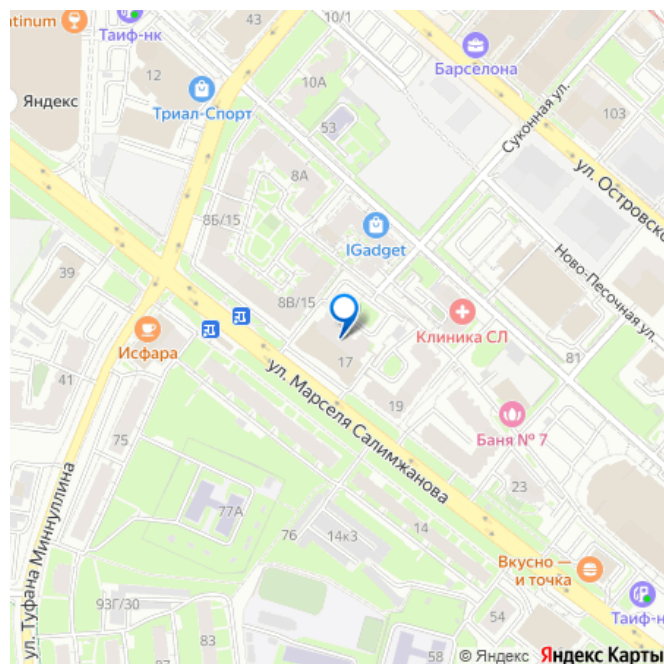 tinum
Таиф-нк
43
10/1
12
Барселона
Яндекс
Триал-Спорт
10А
53
103
Суконная ул.
ул. Островско
8А
8Б/15
IGadget
39
8В/15
Ново-Песочная ул.
Клиника СЛ
Исфара
17
81
41
ул. Марселя Салимжанова
19
75
Баня № 7
ул. Туфана Миннуллина
77А
23
76
14к3
14
Вкусно —
и точка
93Г/30
54
Таиф-н
83
58
© Яндекс Яндекс Карты